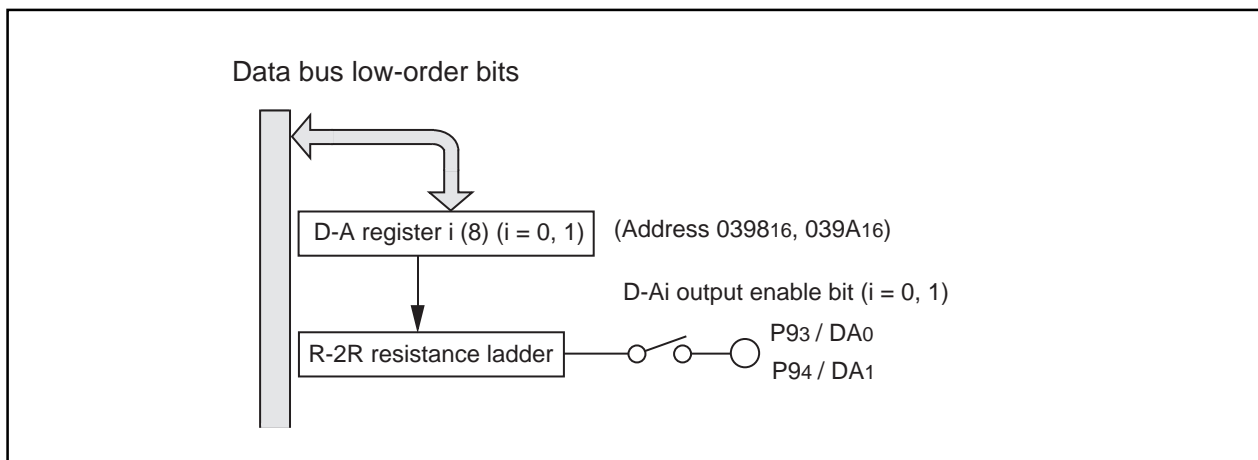 Data bus low-order bits
D-A register i (8) (i = 0, 1)
(Address 039816, 039A16)
D-Ai output enable bit (i = 0, 1)
R-2R resistance ladder
P93 / DA0
P94 / DA1